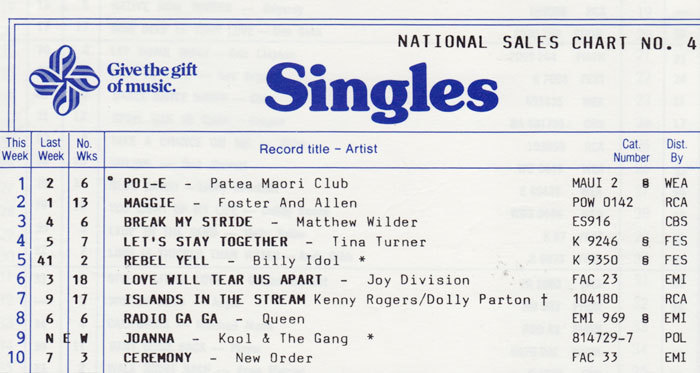 NATIONAL SALES CHART NO. 4
Give the gift
of music.
Singles
This Week Last Week No. Wks Record title – Artist Cat. Number Dist. By
1 2 6 ° POI-E - Patea Maori Club MAUI 2 § WEA
2 1 13 MAGGIE - Foster And Allen POW 0142 RCA
3 4 6 BREAK MY STRIDE - Matthew Wilder ES916 CBS
4 5 7 LET'S STAY TOGETHER - Tina Turner K 9246 § FES
5 41 2 REBEL YELL - Billy Idol * K 9350 § FES
6 3 18 LOVE WILL TEAR US APART - Joy Division FAC 23 EMI
7 9 17 ISLANDS IN THE STREAM Kenny Rogers/Dolly Parton † 104180 RCA
8 6 6 RADIO GA GA - Queen EMI 969 § EMI
9 N E W JOANNA - Kool & The Gang * 814729-7 POL
10 7 3 CEREMONY - New Order FAC 33 EMI